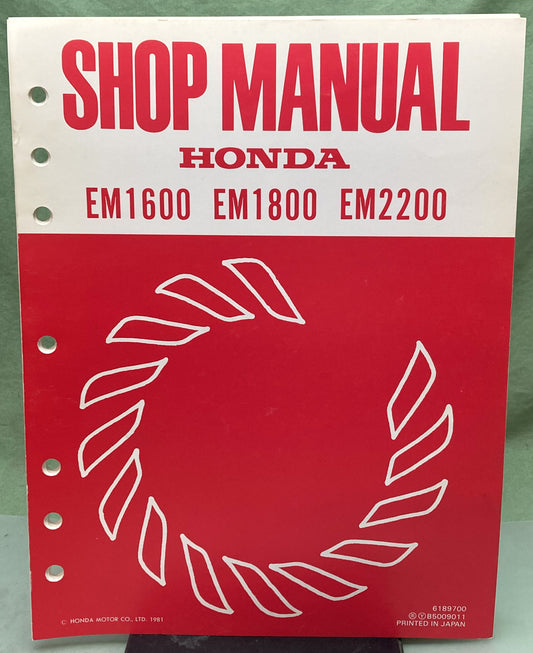 SHOP MANUAL
HONDA
EM1600 EM1800 EM2200
6189700
B5009011
PRINTED IN JAPAN
© HONDA MOTOR CO., LTD. 1981